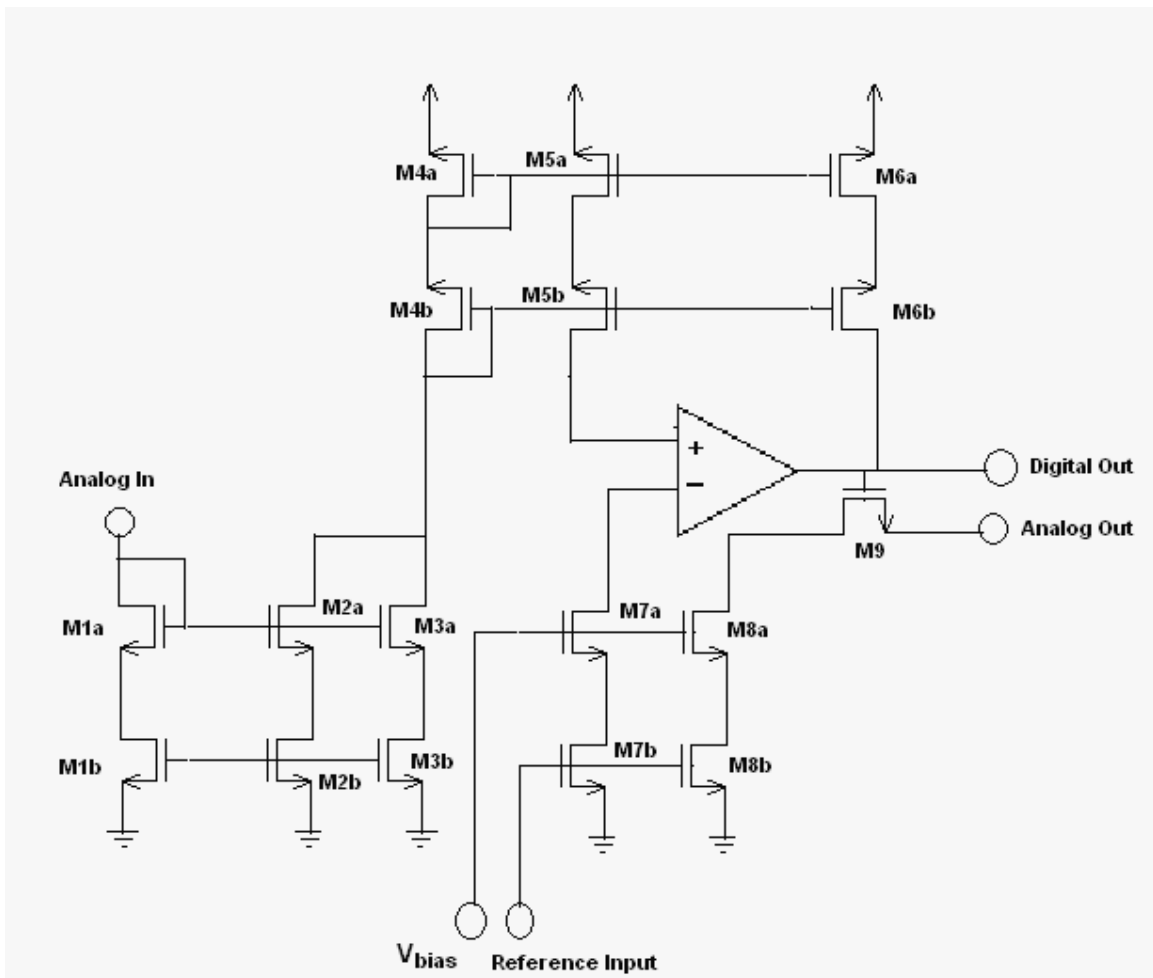 M4a
M5a
M6a
M4b
M5b
M6b
+
−
Analog In
Digital Out
Analog Out
M9
M1a
M2a
M3a
M7a
M8a
M1b
M2b
M3b
M7b
M8b
Vbias
Reference Input